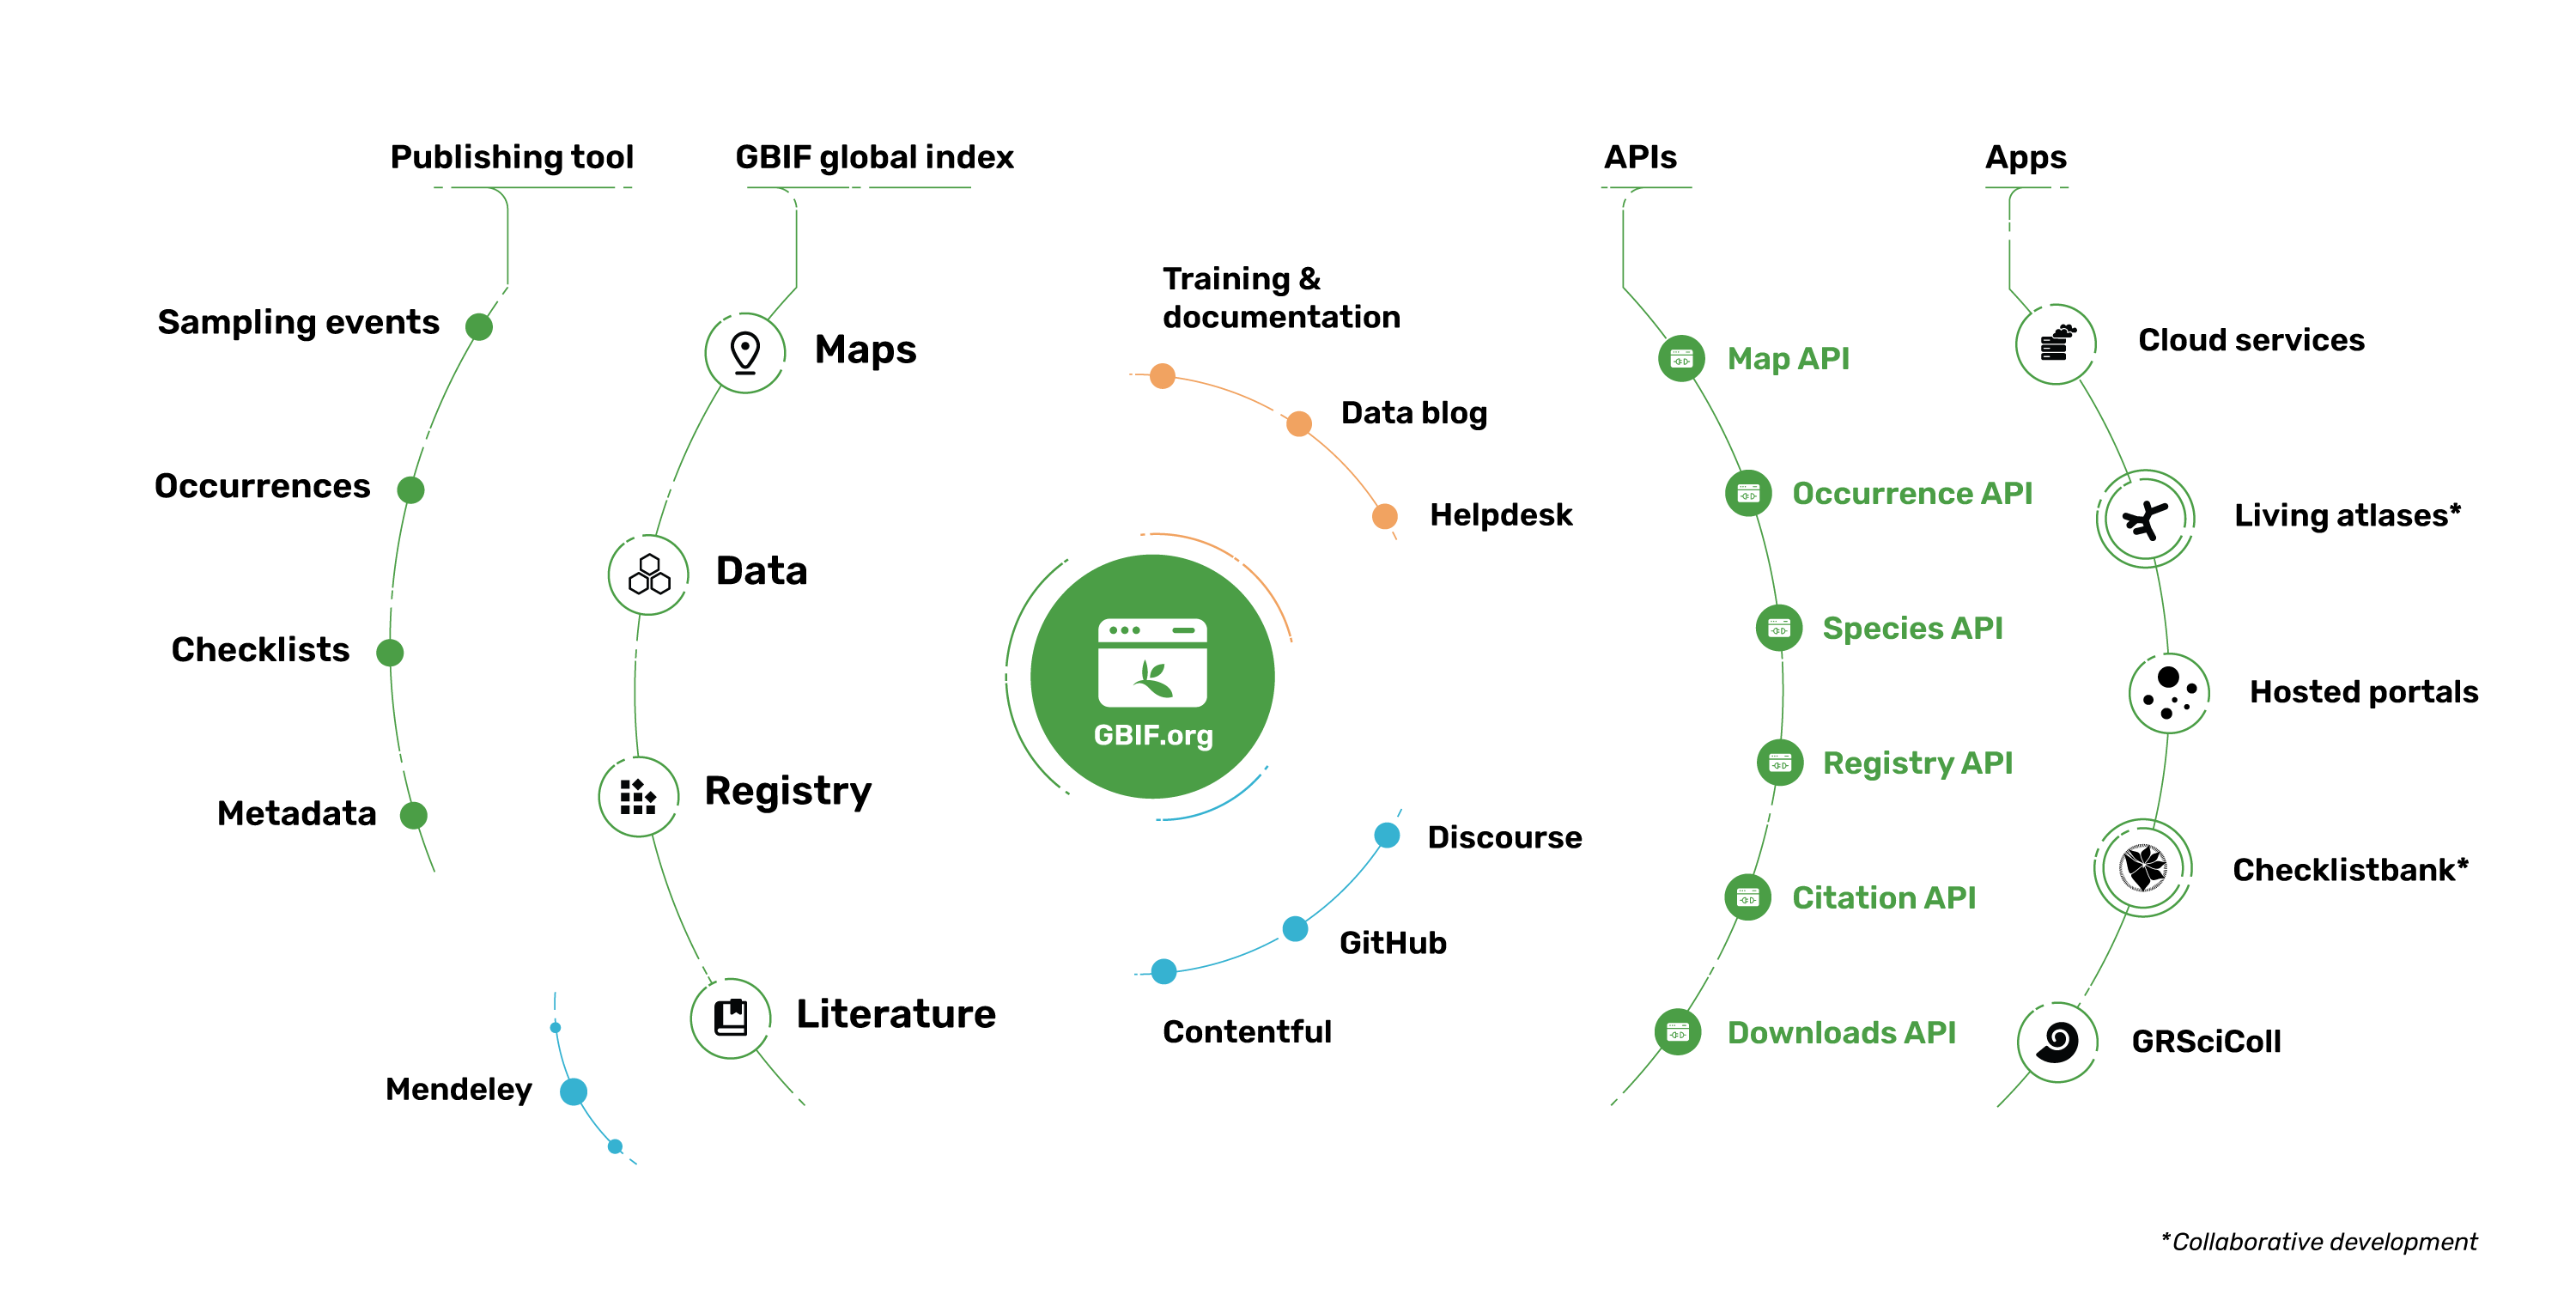 Publishing tool
Sampling events
Occurrences
Checklists
Metadata
Mendeley
GBIF global index
Maps
Data
Registry
Literature
Training &
documentation
Data blog
Helpdesk
GBIF.org
Discourse
GitHub
Contentful
APIs
Map API
Occurrence API
Species API
Registry API
Citation API
Downloads API
Apps
Cloud services
Living atlases*
Hosted portals
Checklistbank*
GRSciColl
*Collaborative development